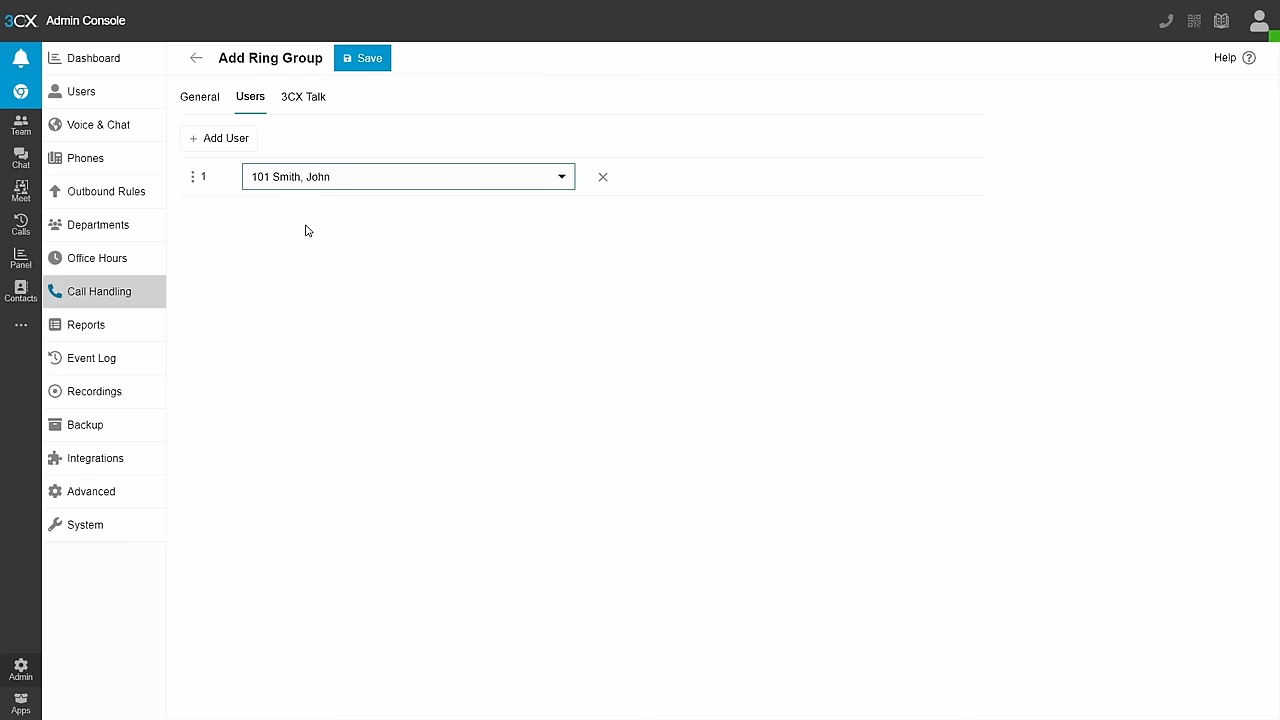 3CX Admin Console
Add Ring Group
Save
Help
General
Users
3CX Talk
+ Add User
1
101 Smith, John
Team
Chat
Meet
Calls
Panel
Contacts
Admin
Apps
Dashboard
Users
Voice & Chat
Phones
Outbound Rules
Departments
Office Hours
Call Handling
Reports
Event Log
Recordings
Backup
Integrations
Advanced
System